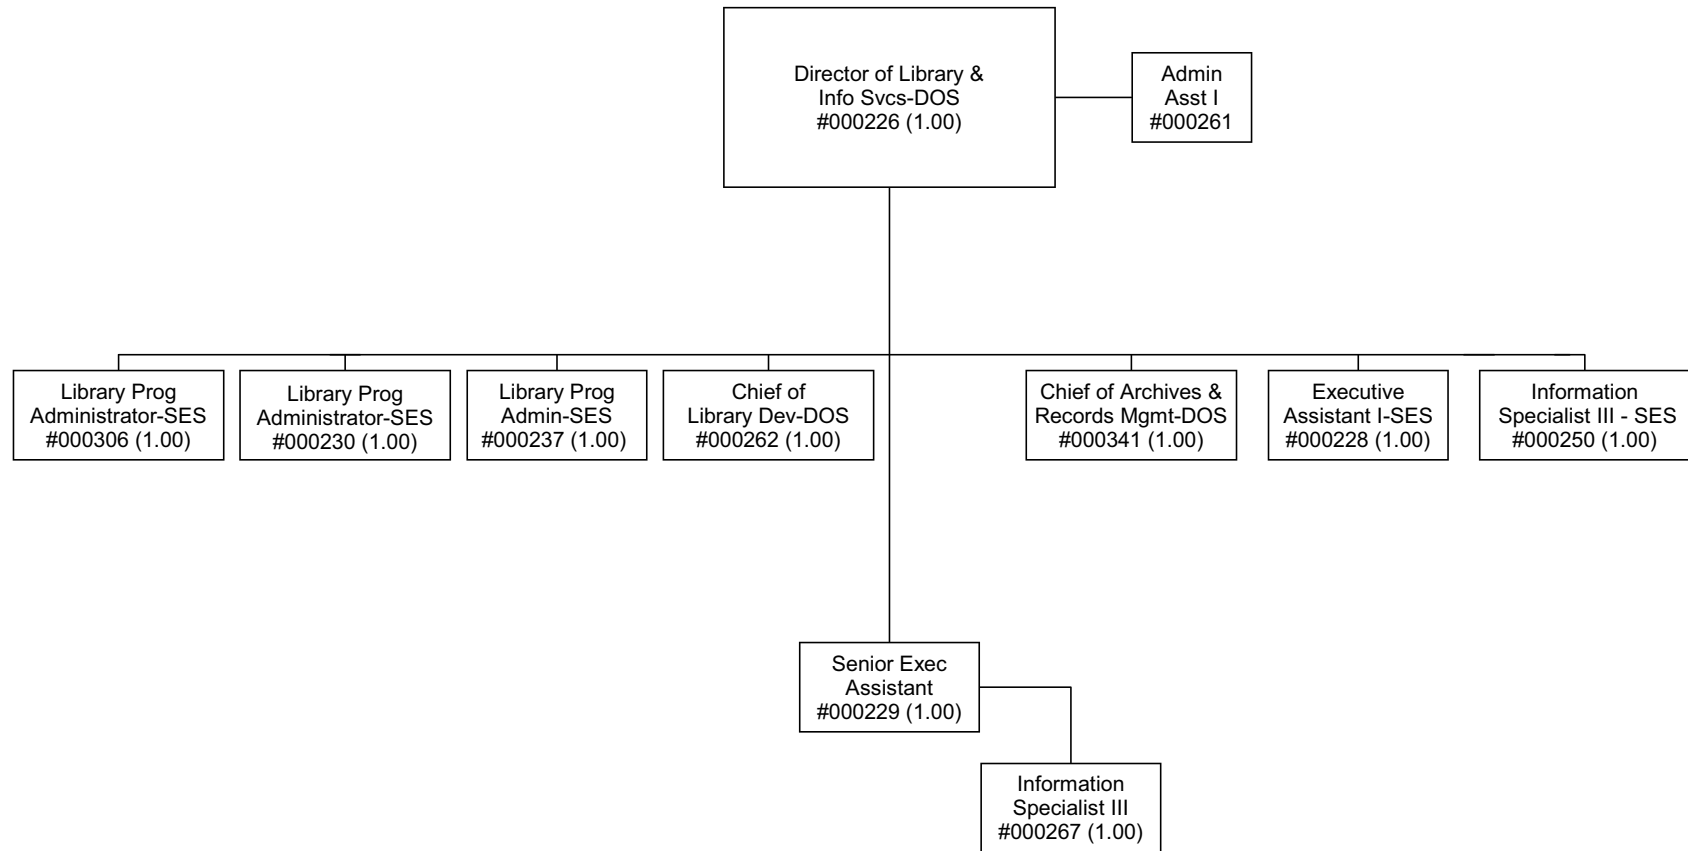 Director of Library &
Info Svcs-DOS
#000226 (1.00)
Admin
Asst I
#000261
Library Prog
Administrator-SES
#000306 (1.00)
Library Prog
Administrator-SES
#000230 (1.00)
Library Prog
Admin-SES
#000237 (1.00)
Chief of
Library Dev-DOS
#000262 (1.00)
Chief of Archives &
Records Mgmt-DOS
#000341 (1.00)
Executive
Assistant I-SES
#000228 (1.00)
Information
Specialist III - SES
#000250 (1.00)
Senior Exec
Assistant
#000229 (1.00)
Information
Specialist III
#000267 (1.00)